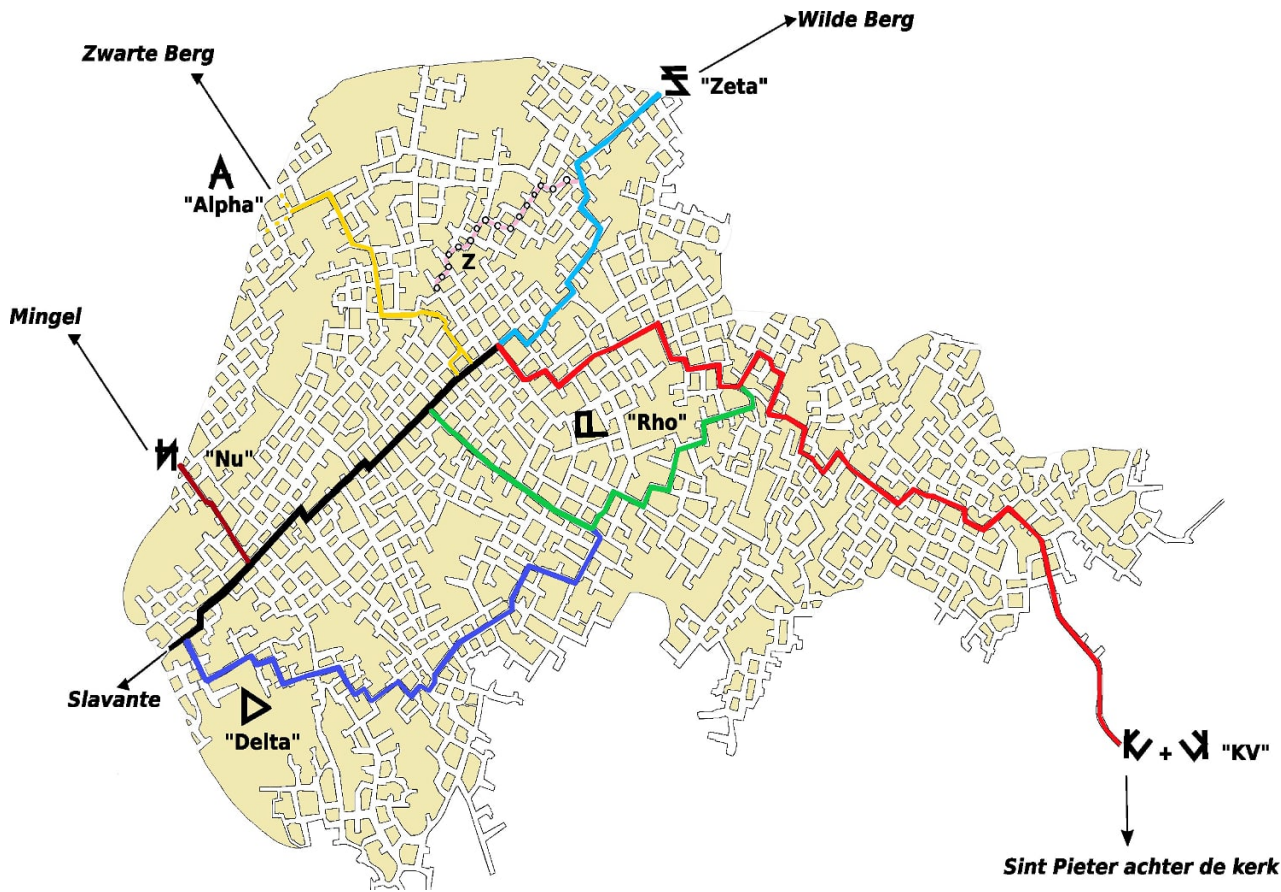 Wilde Berg
Zwarte Berg
"Zeta"
"Alpha"
Z
Mingel
"Rho"
"Nu"
Slavante
"Delta"
+ "KV"
Sint Pieter achter de kerk